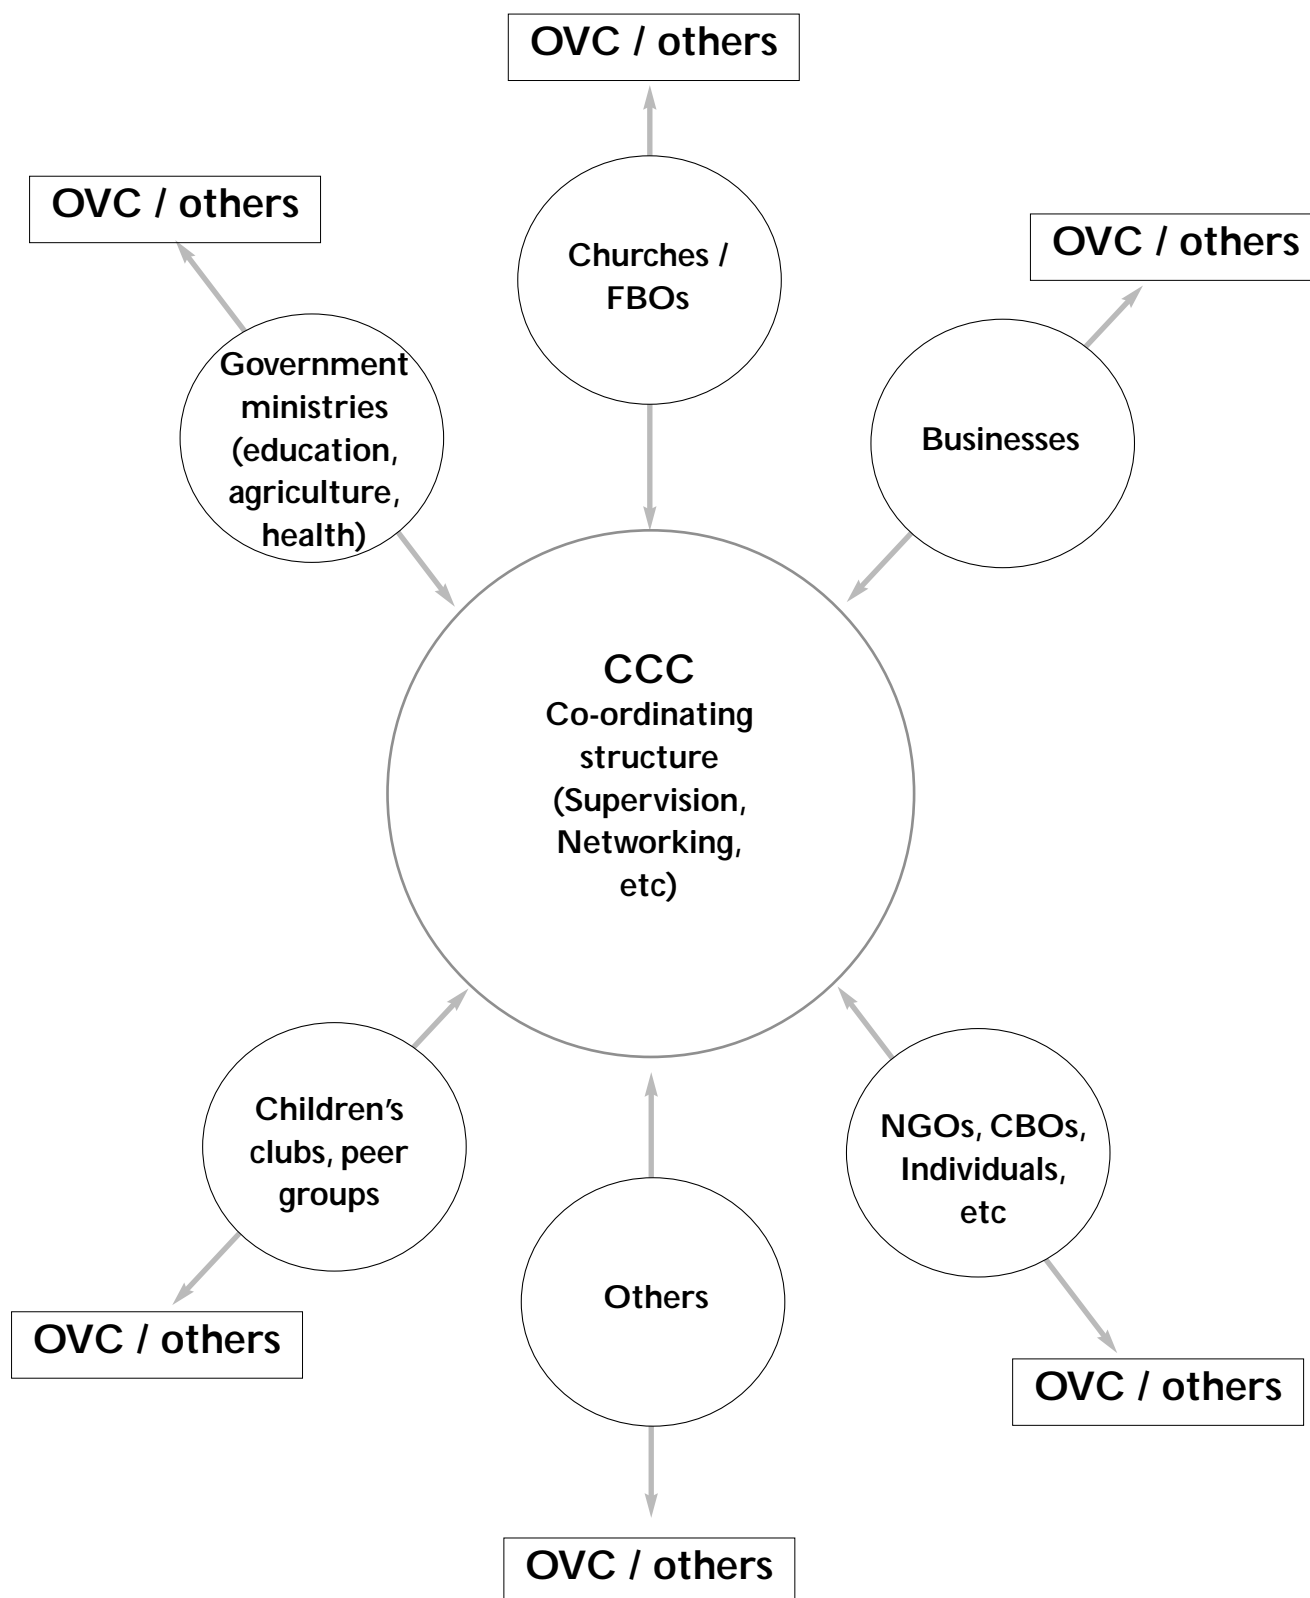 OVC / others
OVC / others
OVC / others
Churches /
FBOs
Government
ministries
(education,
agriculture,
health)
Businesses
CCC
Co-ordinating
structure
(Supervision,
Networking,
etc)
Children's
clubs, peer
groups
NGOs, CBOs,
Individuals,
etc
Others
OVC / others
OVC / others
OVC / others